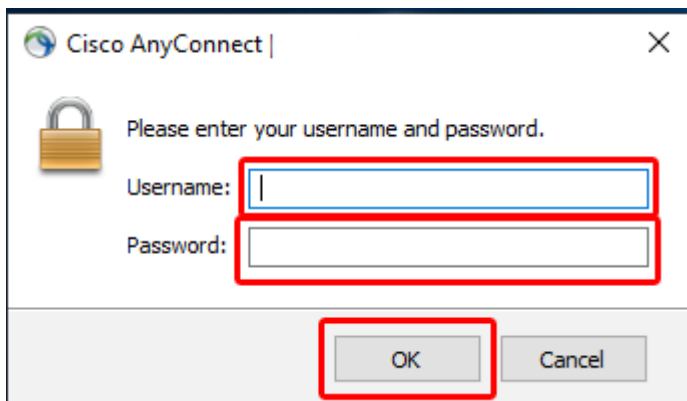 Cisco AnyConnect |
Please enter your username and password.
Username:
Password:
OK
Cancel